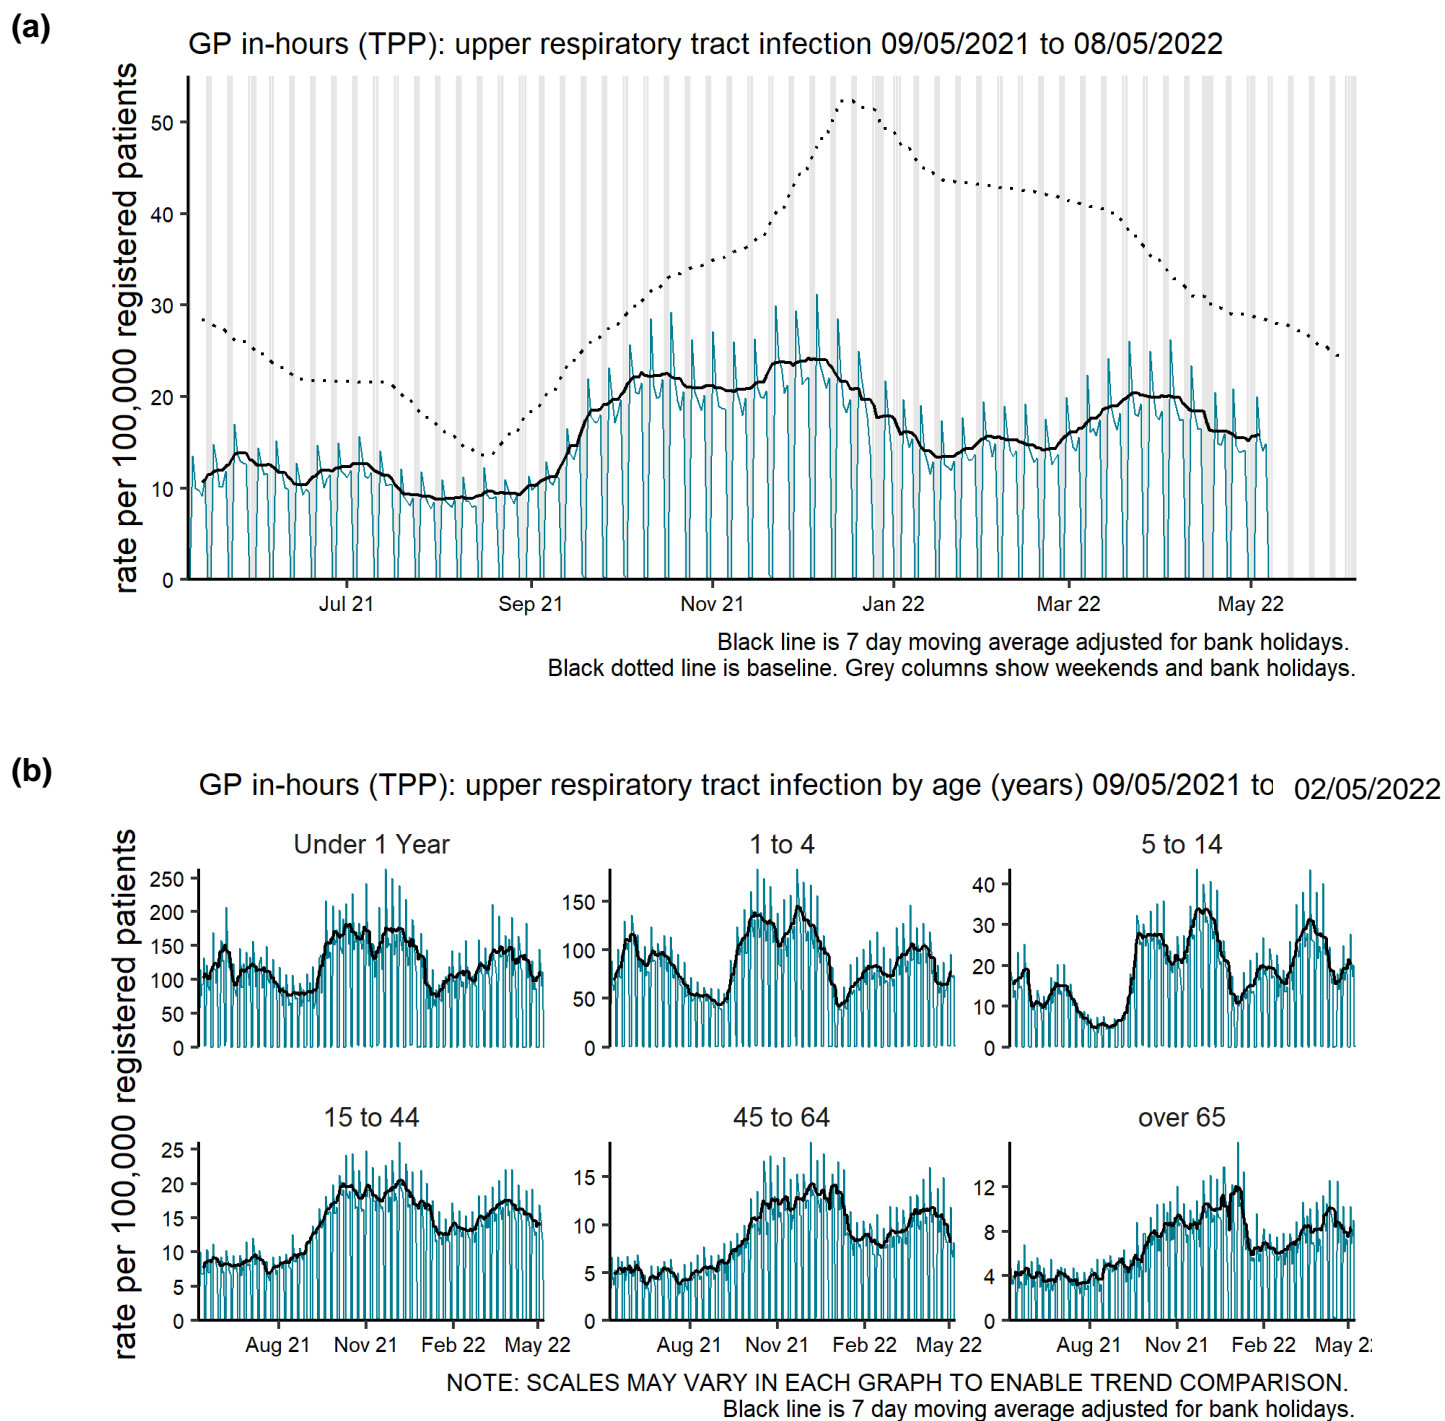 (a)
GP in-hours (TPP): upper respiratory tract infection 09/05/2021 to 08/05/2022
rate per 100,000 registered patients
50
40
30
20
10
0
Jul 21 Sep 21 Nov 21 Jan 22 Mar 22 May 22
Black line is 7 day moving average adjusted for bank holidays.
Black dotted line is baseline. Grey columns show weekends and bank holidays.
(b)
GP in-hours (TPP): upper respiratory tract infection by age (years) 09/05/2021 to 02/05/2022
rate per 100,000 registered patients
Under 1 Year
250
200
150
100
50
0
1 to 4
150
100
50
0
5 to 14
40
30
20
10
0
15 to 44
25
20
15
10
5
0
Aug 21 Nov 21 Feb 22 May 22
45 to 64
15
10
5
0
Aug 21 Nov 21 Feb 22 May 22
over 65
12
8
4
0
Aug 21 Nov 21 Feb 22 May 2
NOTE: SCALES MAY VARY IN EACH GRAPH TO ENABLE TREND COMPARISON.
Black line is 7 day moving average adjusted for bank holidays.